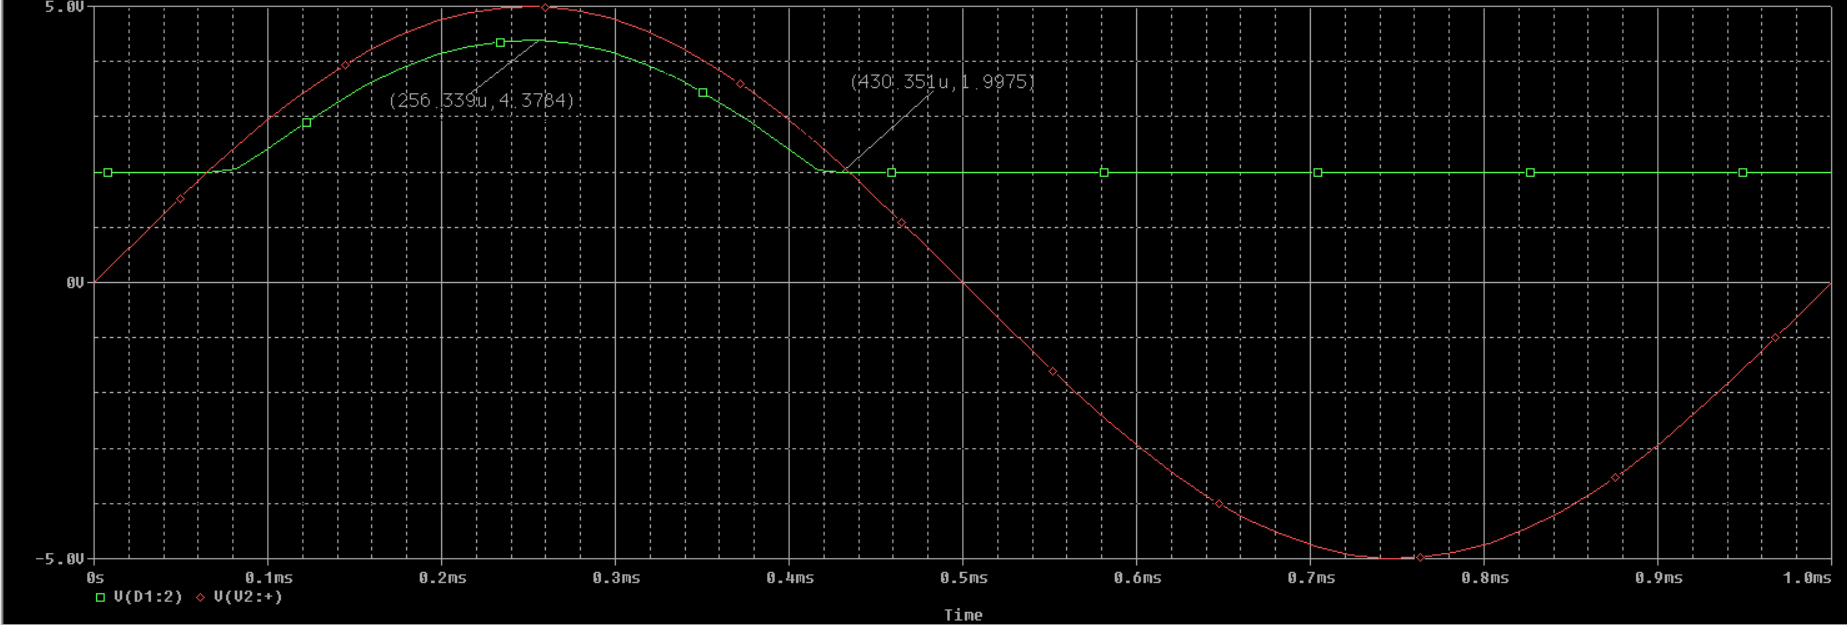 5.0V
(430.351u,1.9975)
(256.339u,4.3784)
0V
-5.0V
0s 0.1ms 0.2ms 0.3ms 0.4ms 0.5ms 0.6ms 0.7ms 0.8ms 0.9ms 1.0ms
V(D1:2) V(V2:+)
Time